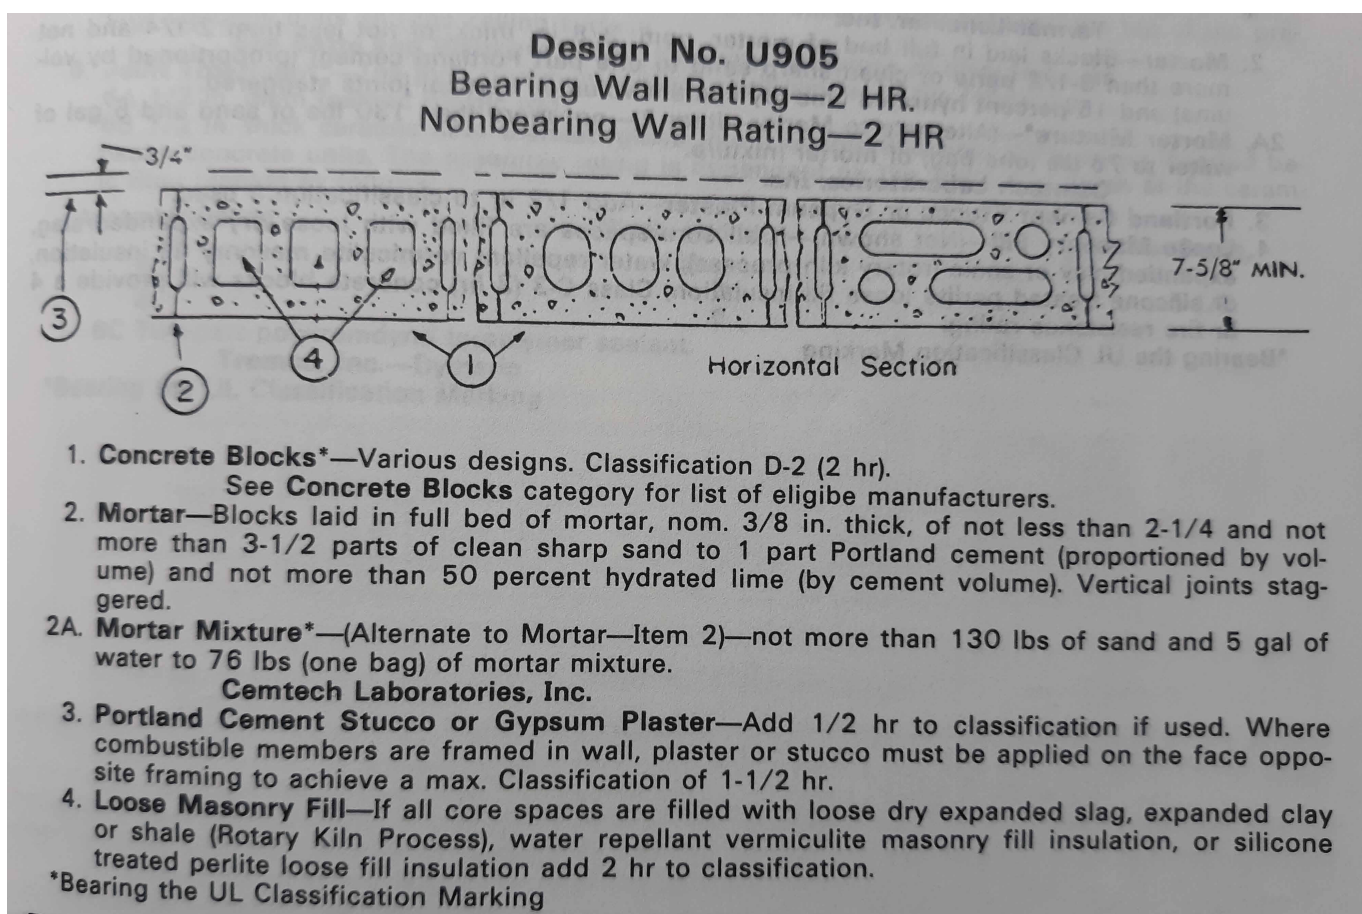 Design No. U905
Bearing Wall Rating—2 HR.
Nonbearing Wall Rating—2 HR
3/4"
7-5/8" MIN.
3
4
1
Horizontal Section
2
1. Concrete Blocks*—Various designs. Classification D-2 (2 hr).
See Concrete Blocks category for list of eligibe manufacturers.
2. Mortar—Blocks laid in full bed of mortar, nom. 3/8 in. thick, of not less than 2-1/4 and not
more than 3-1/2 parts of clean sharp sand to 1 part Portland cement (proportioned by vol-
ume) and not more than 50 percent hydrated lime (by cement volume). Vertical joints stag-
gered.
2A. Mortar Mixture*—(Alternate to Mortar—Item 2)—not more than 130 lbs of sand and 5 gal of
water to 76 lbs (one bag) of mortar mixture.
Cemtech Laboratories, Inc.
3. Portland Cement Stucco or Gypsum Plaster—Add 1/2 hr to classification if used. Where
combustible members are framed in wall, plaster or stucco must be applied on the face oppo-
site framing to achieve a max. Classification of 1-1/2 hr.
4. Loose Masonry Fill—If all core spaces are filled with loose dry expanded slag, expanded clay
or shale (Rotary Kiln Process), water repellant vermiculite masonry fill insulation, or silicone
treated perlite loose fill insulation add 2 hr to classification.
*Bearing the UL Classification Marking